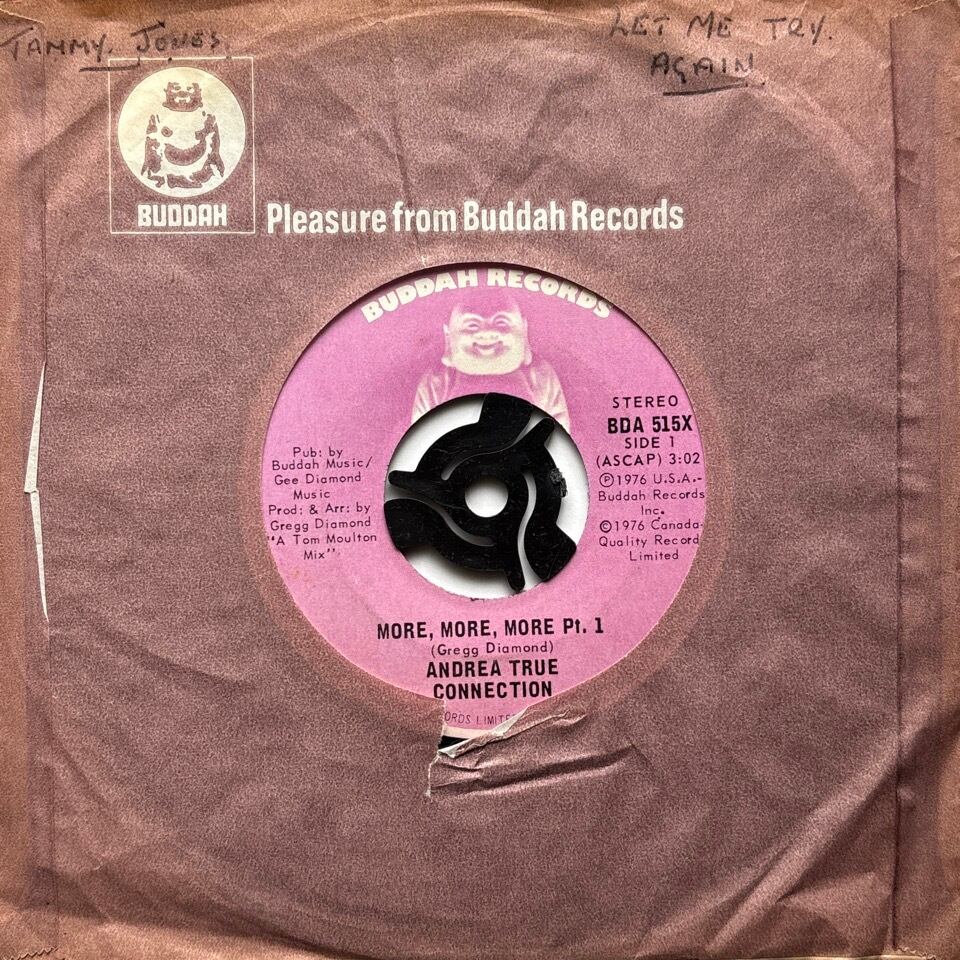 TAMMY. JONES.
LET ME TRY.
AGAIN.
BUDDAH
Pleasure from Buddah Records
BUDDAH RECORDS
STEREO
BDA 515X
SIDE 1
(ASCAP) 3:02
Ⓟ1976 U.S.A.-
Buddah Records
Inc.
©1976 Canada-
Quality Record
Limited
Pub: by
Buddah Music/
Gee Diamond
Music
Prod: & Arr: by
Gregg Diamond
"A Tom Moulton
Mix"
MORE, MORE, MORE Pt. 1
(Gregg Diamond)
ANDREA TRUE
CONNECTION